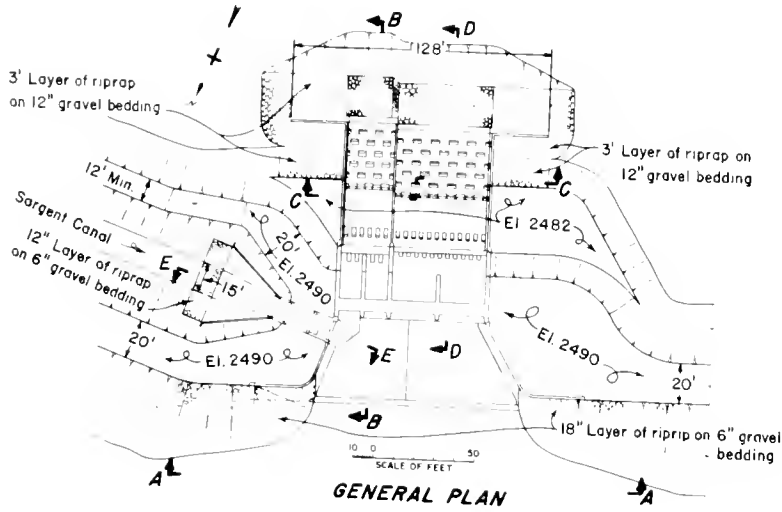 B
D
128'
3' Layer of riprap
on 12" gravel bedding
3' Layer of riprap on
12" gravel bedding
12' Min.
C
C
Sargent Canal
12" Layer of riprap
on 6" gravel bedding
20'
El. 2490
El. 2482
E
15'
20'
El. 2490
E
D
El. 2490
20'
B
18" Layer of riprip on 6" gravel
bedding
10 0 50
SCALE OF FEET
A
A
GENERAL PLAN